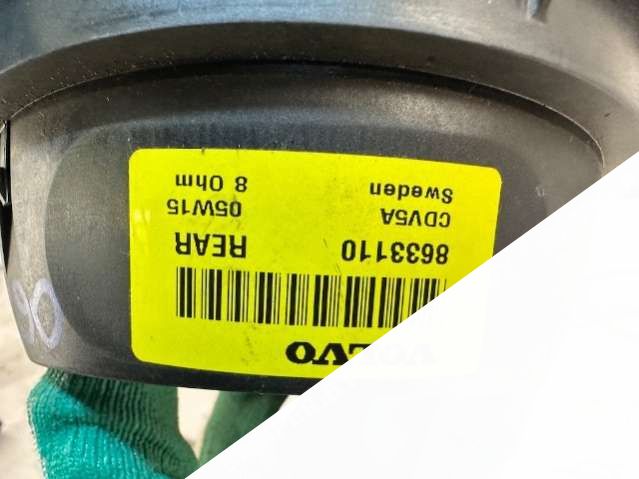 VOLVO
8633110 REAR
CDV5A 05W15
Sweden 8 Ohm